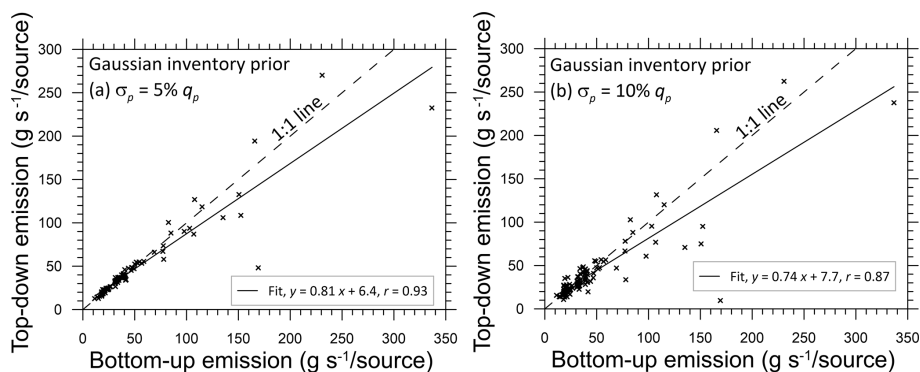 Top-down emission (g s⁻¹/source)
300
250
200
150
100
50
0
Gaussian inventory prior
(a) σp = 5% qp
1:1 line
Fit, y = 0.81 x + 6.4, r = 0.93
0 50 100 150 200 250 300 350
Bottom-up emission (g s⁻¹/source)
Top-down emission (g s⁻¹/source)
300
250
200
150
100
50
0
Gaussian inventory prior
(b) σp = 10% qp
1:1 line
Fit, y = 0.74 x + 7.7, r = 0.87
0 50 100 150 200 250 300 350
Bottom-up emission (g s⁻¹/source)